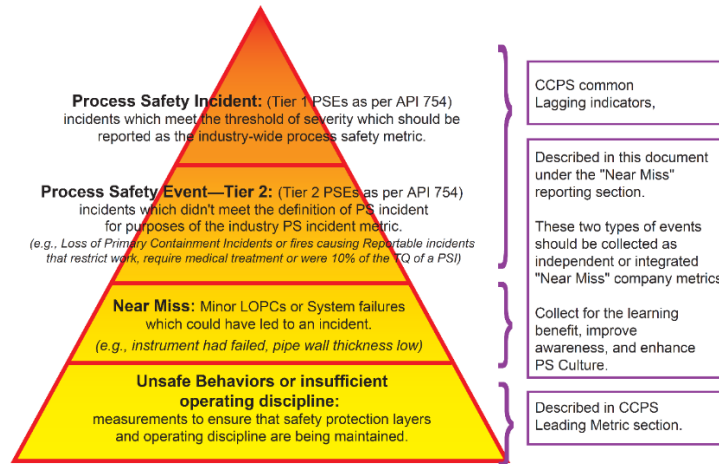 Process Safety Incident: (Tier 1 PSEs as per API 754)
incidents which meet the threshold of severity which should be
reported as the industry-wide process safety metric.
Process Safety Event—Tier 2: (Tier 2 PSEs as per API 754)
incidents which didn't meet the definition of PS incident
for purposes of the industry PS incident metric.
(e.g., Loss of Primary Containment Incidents or fires causing Reportable incidents
that restrict work, require medical treatment or were 10% of the TQ of a PSI)
Near Miss: Minor LOPCs or System failures
which could have led to an incident.
(e.g., instrument had failed, pipe wall thickness low)
Unsafe Behaviors or insufficient
operating discipline:
measurements to ensure that safety protection layers
and operating discipline are being maintained.
CCPS common
Lagging indicators,
Described in this document
under the "Near Miss"
reporting section.
These two types of events
should be collected as
independent or integrated
"Near Miss" company metrics
Collect for the learning
benefit, improve
awareness, and enhance
PS Culture.
Described in CCPS
Leading Metric section.